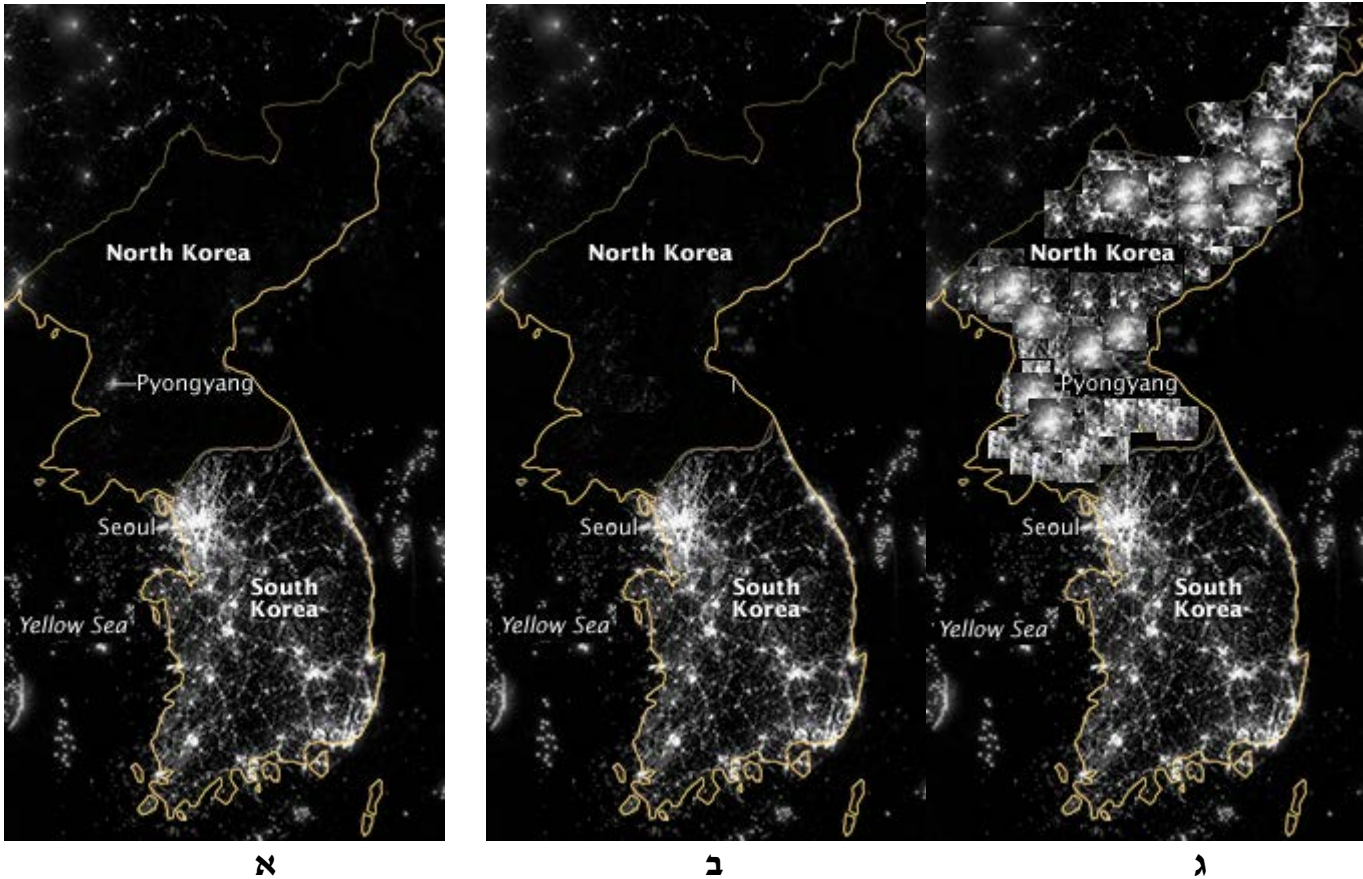 North Korea
Pyongyang
Seoul
South
Korea
Yellow Sea
North Korea
Seoul
South
Korea
Yellow Sea
North Korea
Pyongyang
Seoul
South
Korea
Yellow Sea
א
ב
ג